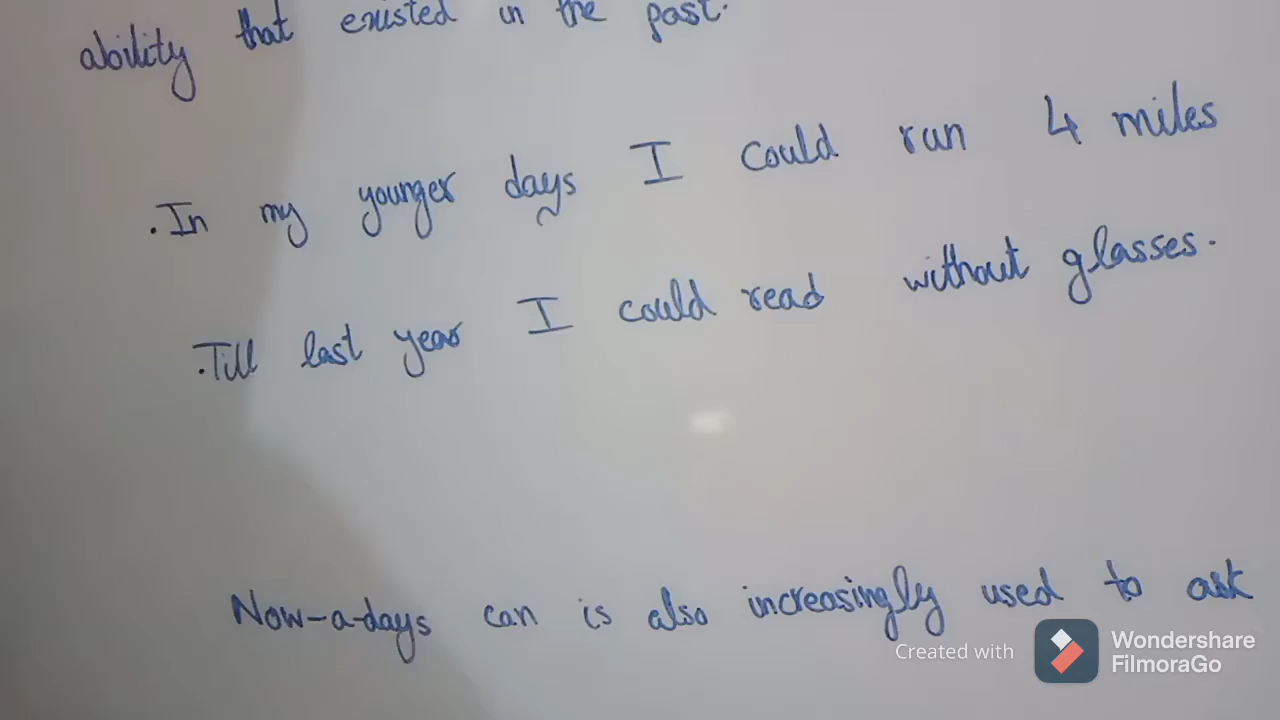 ability that existed in the past.
. In my younger days I could run 4 miles
. Till last year I could read without glasses.
Now-a-days can is also increasingly used to ask
Created with Wondershare FilmoraGo